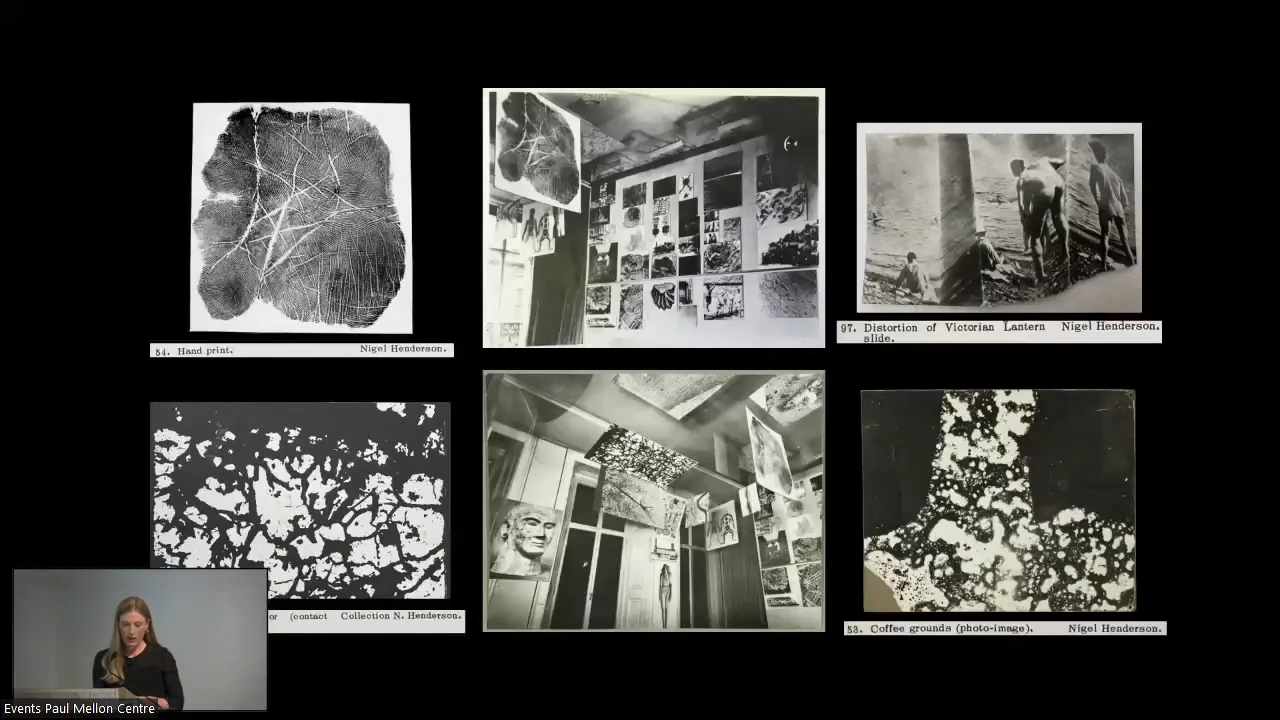 54. Hand print. Nigel Henderson.
97. Distortion of Victorian Lantern Nigel Henderson.
slide.
or (contact Collection N. Henderson.
53. Coffee grounds (photo-image). Nigel Henderson.
Events Paul Mellon Centre